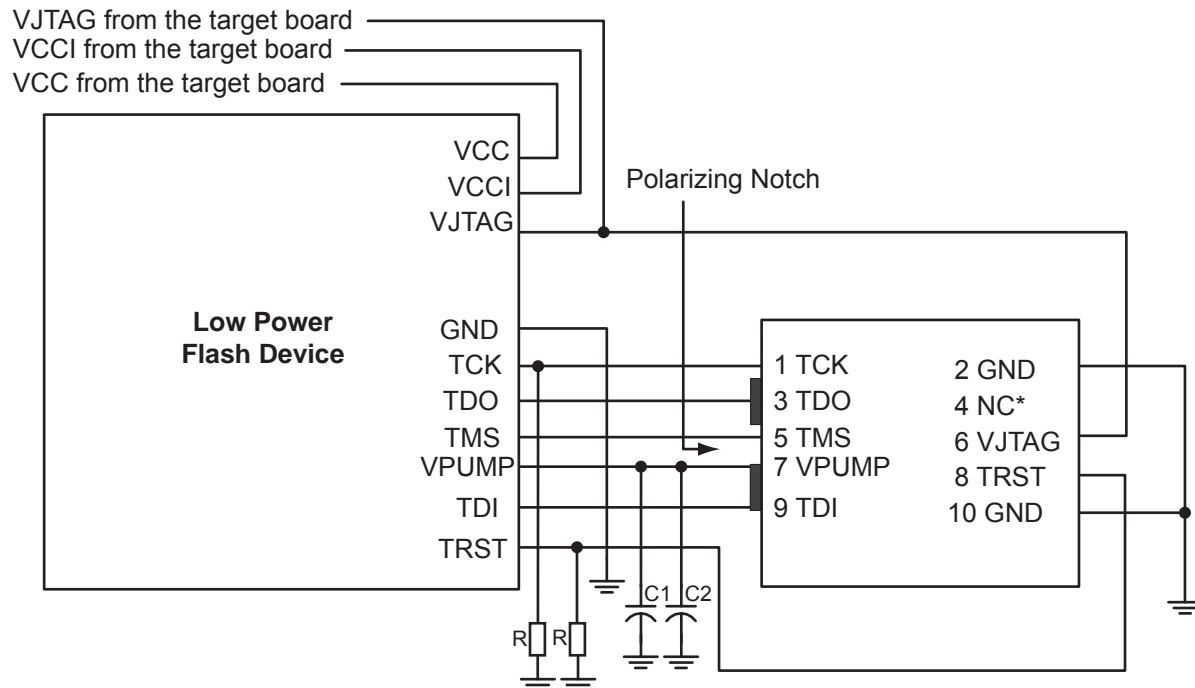 VJTAG from the target board
VCCI from the target board
VCC from the target board
VCC
VCCI
VJTAG
Polarizing Notch
Low Power
Flash Device
GND
TCK
TDO
TMS
VPUMP
TDI
TRST
1 TCK
3 TDO
5 TMS
7 VPUMP
9 TDI
2 GND
4 NC*
6 VJTAG
8 TRST
10 GND
C1
C2
R
R